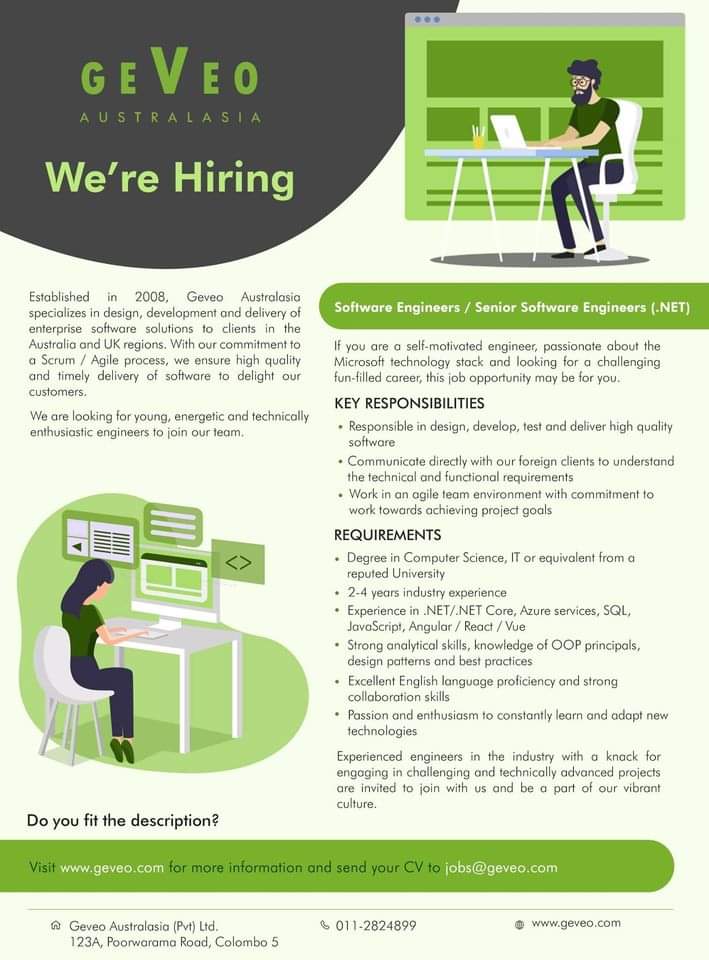 GEVEO
AUSTRALASIA
We're Hiring
Established in 2008, Geveo Australasia
specializes in design, development and delivery of
enterprise software solutions to clients in the
Australia and UK regions. With our commitment to
a Scrum / Agile process, we ensure high quality
and timely delivery of software to delight our
customers.
We are looking for young, energetic and technically
enthusiastic engineers to join our team.
<>
Do you fit the description?
Software Engineers / Senior Software Engineers (.NET)
If you are a self-motivated engineer, passionate about the
Microsoft technology stack and looking for a challenging
fun-filled career, this job opportunity may be for you.
KEY RESPONSIBILITIES
• Responsible in design, develop, test and deliver high quality
software
• Communicate directly with our foreign clients to understand
the technical and functional requirements
• Work in an agile team environment with commitment to
work towards achieving project goals
REQUIREMENTS
• Degree in Computer Science, IT or equivalent from a
reputed University
• 2-4 years industry experience
• Experience in .NET/.NET Core, Azure services, SQL,
JavaScript, Angular / React / Vue
• Strong analytical skills, knowledge of OOP principals,
design patterns and best practices
• Excellent English language proficiency and strong
collaboration skills
• Passion and enthusiasm to constantly learn and adapt new
technologies
Experienced engineers in the industry with a knack for
engaging in challenging and technically advanced projects
are invited to join with us and be a part of our vibrant
culture.
Visit www.geveo.com for more information and send your CV to jobs@geveo.com
Geveo Australasia (Pvt) Ltd.
123A, Poorwarama Road, Colombo 5
011-2824899
www.geveo.com